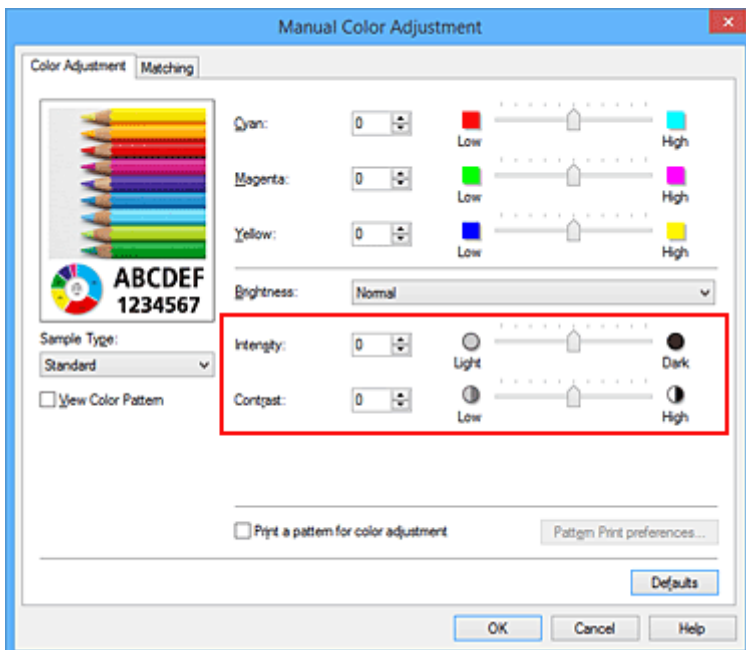 Manual Color Adjustment
Color Adjustment Matching
Cyan: 0 Low High
Magenta: 0 Low High
Yellow: 0 Low High
ABCDEF
1234567
Brightness: Normal
Sample Type:
Standard
Intensity: 0 Light Dark
View Color Pattern
Contrast: 0 Low High
Print a pattern for color adjustment Pattern Print preferences...
Defaults
OK Cancel Help